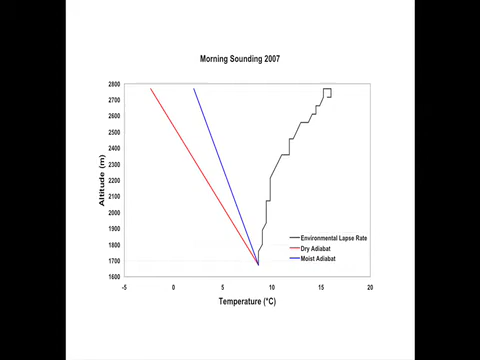 Morning Sounding 2007
2800
2700
2600
2500
2400
2300
2200
2100
2000
1900
1800
1700
1600
Altitude (m)
-5 0 5 10 15 20
Temperature (°C)
Environmental Lapse Rate
Dry Adiabat
Moist Adiabat